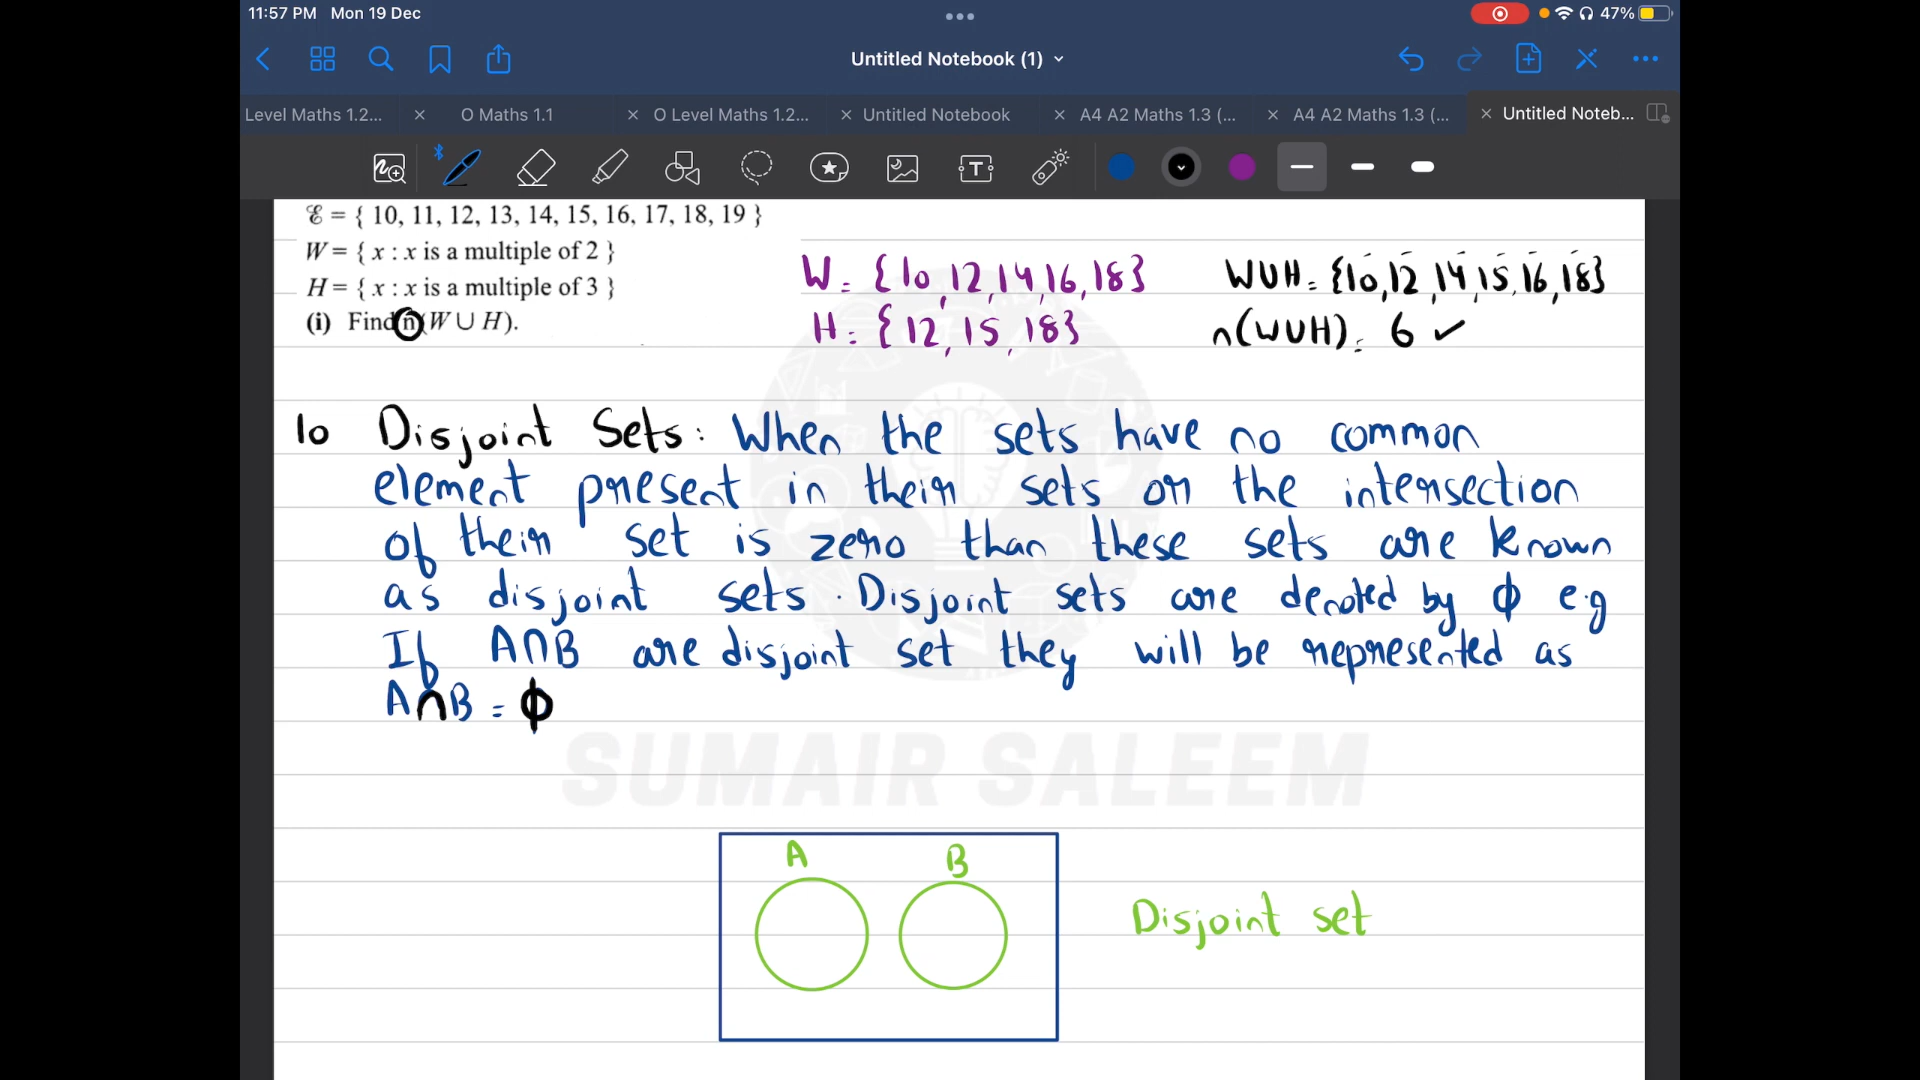 11:57 PM Mon 19 Dec
47%
Untitled Notebook (1)
Level Maths 1.2... O Maths 1.1 O Level Maths 1.2... Untitled Notebook A4 A2 Maths 1.3 (... A4 A2 Maths 1.3 (... Untitled Noteb...
ℰ = { 10, 11, 12, 13, 14, 15, 16, 17, 18, 19 }
W = { x : x is a multiple of 2 }
H = { x : x is a multiple of 3 }
(i) Find n(W ∪ H).
W = {10,12,14,16,18}
H = {12,15,18}
W∪H = {10,12,14,15,16,18}
n(W∪H) = 6 ✓
10 Disjoint Sets: When the sets have no common
element present in their sets or the intersection
of their set is zero than these sets are known
as disjoint sets. Disjoint sets are denoted by ϕ e.g
If A∩B are disjoint set they will be represented as
A∩B = ϕ
SUMAIR SALEEM
A B
Disjoint set